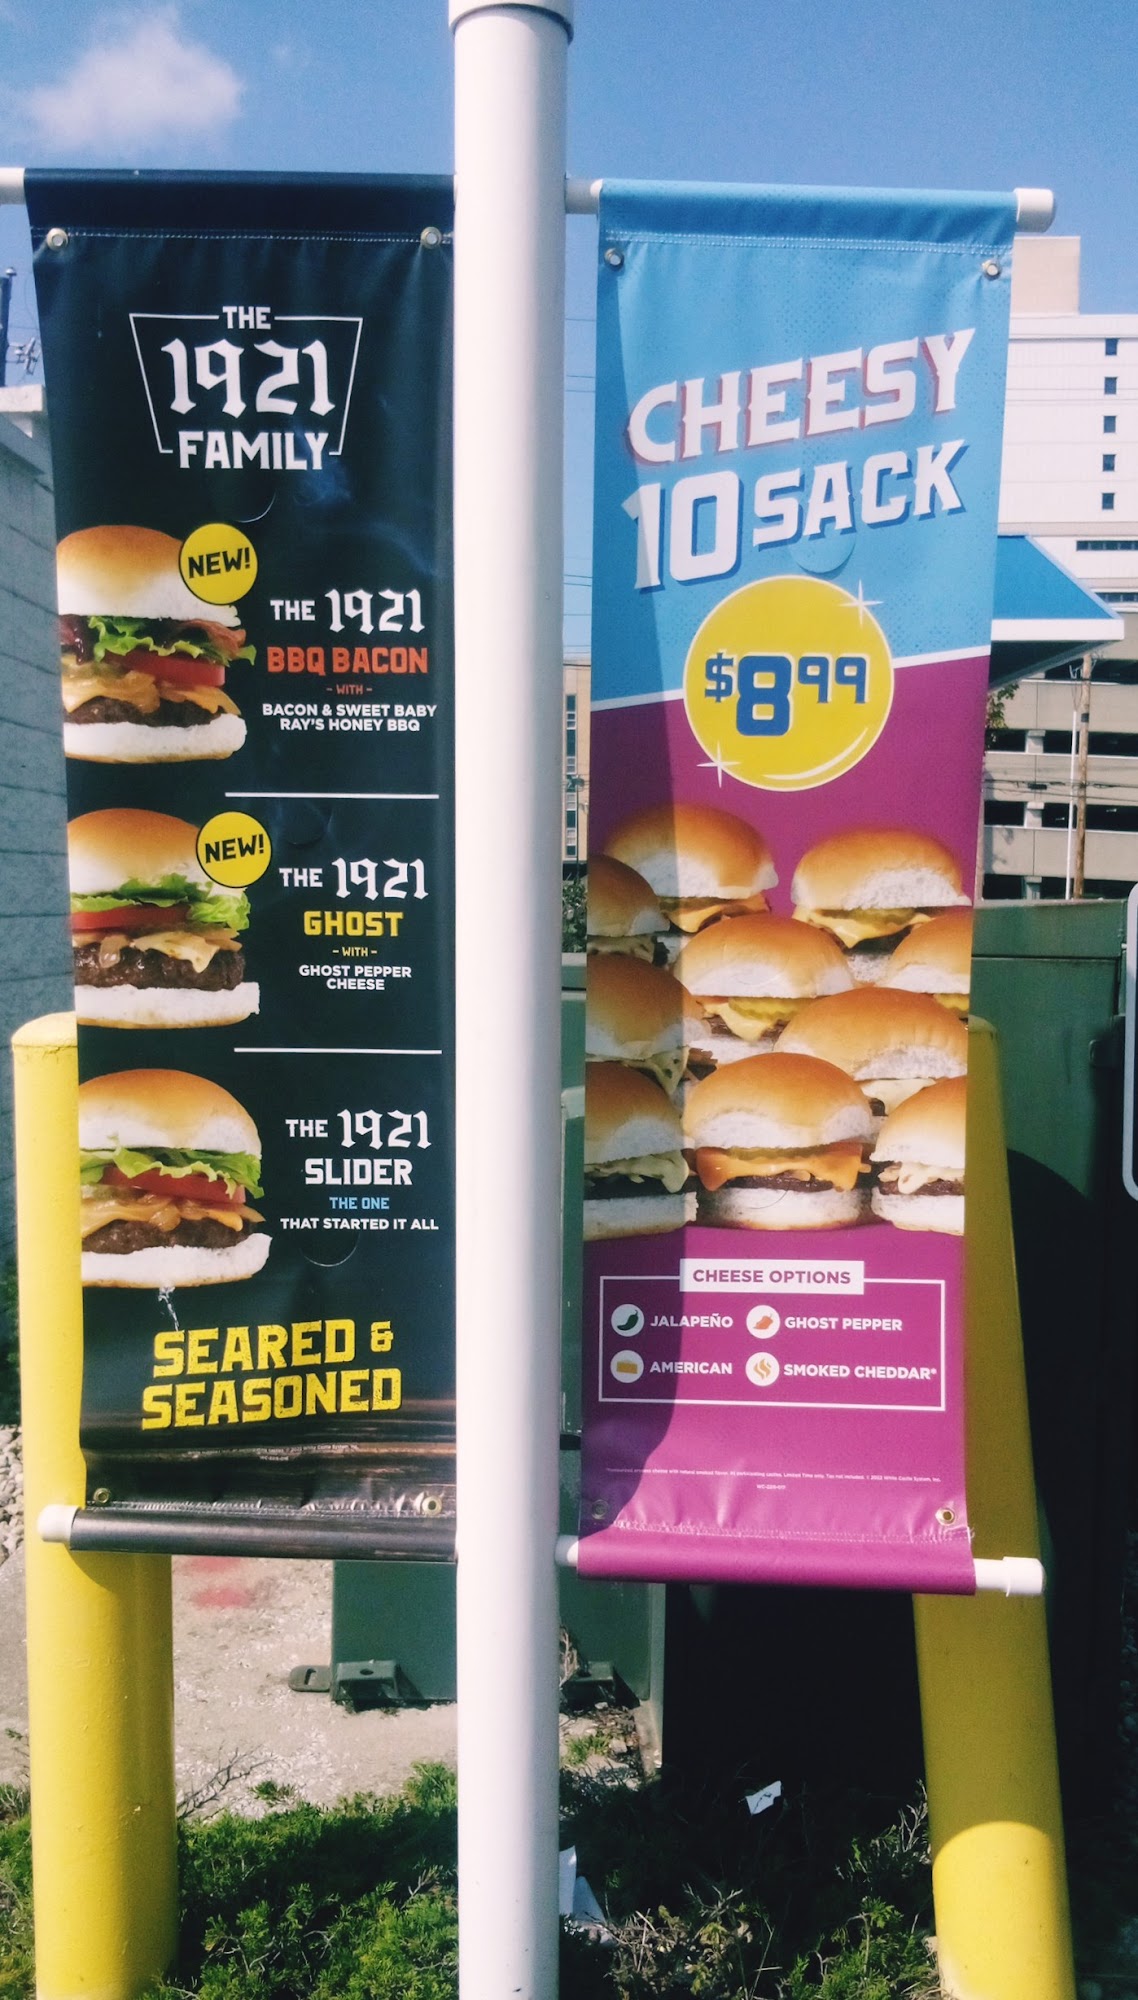 THE
1921
FAMILY
NEW!
THE 1921
BBQ BACON
- WITH -
BACON & SWEET BABY
RAY'S HONEY BBQ
NEW!
THE 1921
GHOST
- WITH -
GHOST PEPPER
CHEESE
THE 1921
SLIDER
THE ONE
THAT STARTED IT ALL
SEARED &
SEASONED
CHEESY
10 SACK
$899
CHEESE OPTIONS
JALAPEÑO
GHOST PEPPER
AMERICAN
SMOKED CHEDDAR*